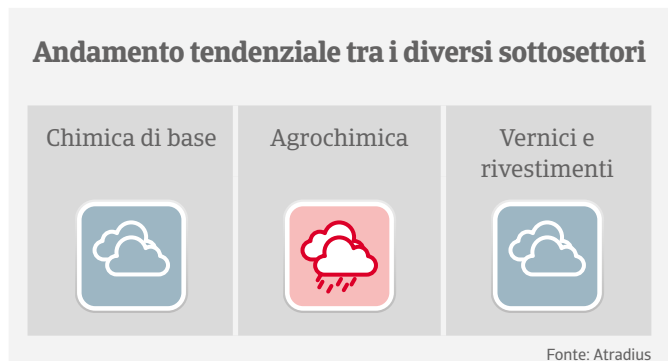 Andamento tendenziale tra i diversi sottosettori
Chimica di base
Agrochimica
Vernici e
rivestimenti
Fonte: Atradius